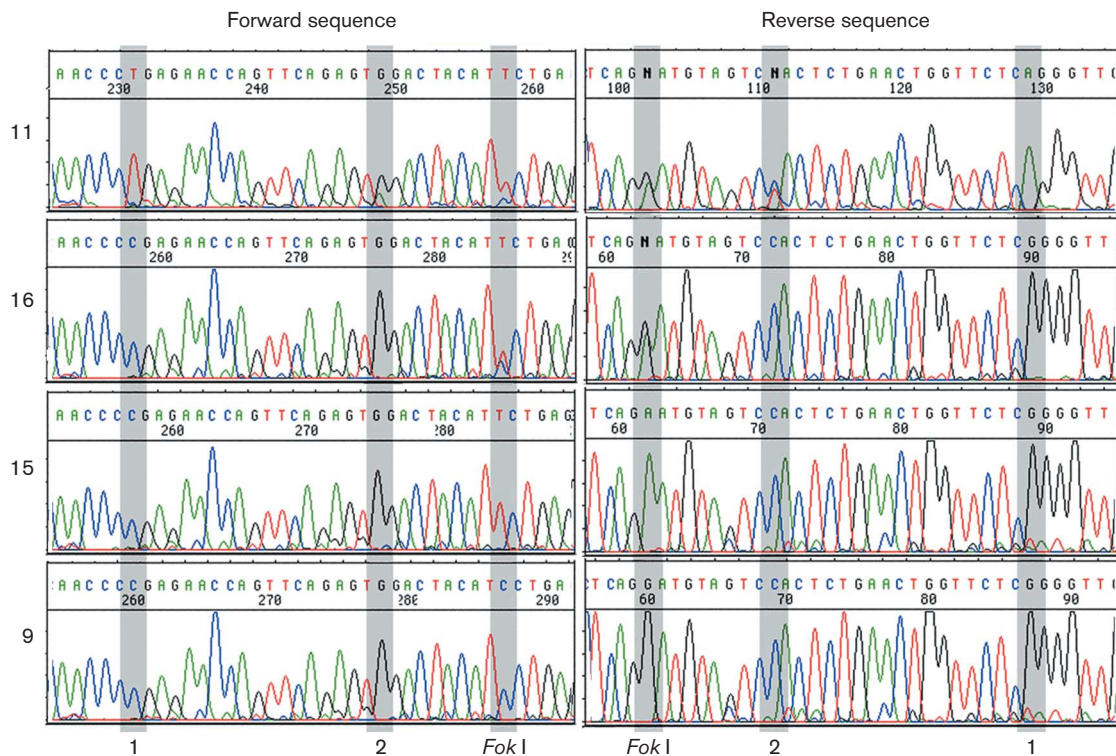 Forward sequence
Reverse sequence
11
AACCCTGAGAACCAGTTCAGAGTGGACTACATTCTGA
230 240 250 260
TCAGNATGTAGTCNACTCTGAACTGGTTCTCAGGGTT
100 110 120 130
16
AACCCCGAGAACCAGTTCAGAGTGGACTACATTCTGA
260 270 280
TCAGNATGTAGTCCACTCTGAACTGGTTCTCGGGGTT
60 70 80 90
15
AACCCCGAGAACCAGTTCAGAGTGGACTACATTCTGAG
260 270 280
TCAGAATGTAGTCCACTCTGAACTGGTTCTCGGGGTT
60 70 80 90
9
AACCCCGAGAACCAGTTCAGAGTGGACTACATCCTGA
260 270 280 290
TCAGGATGTAGTCCACTCTGAACTGGTTCTCGGGGTT
60 70 80 90
1 2 Fok I
Fok I 2 1